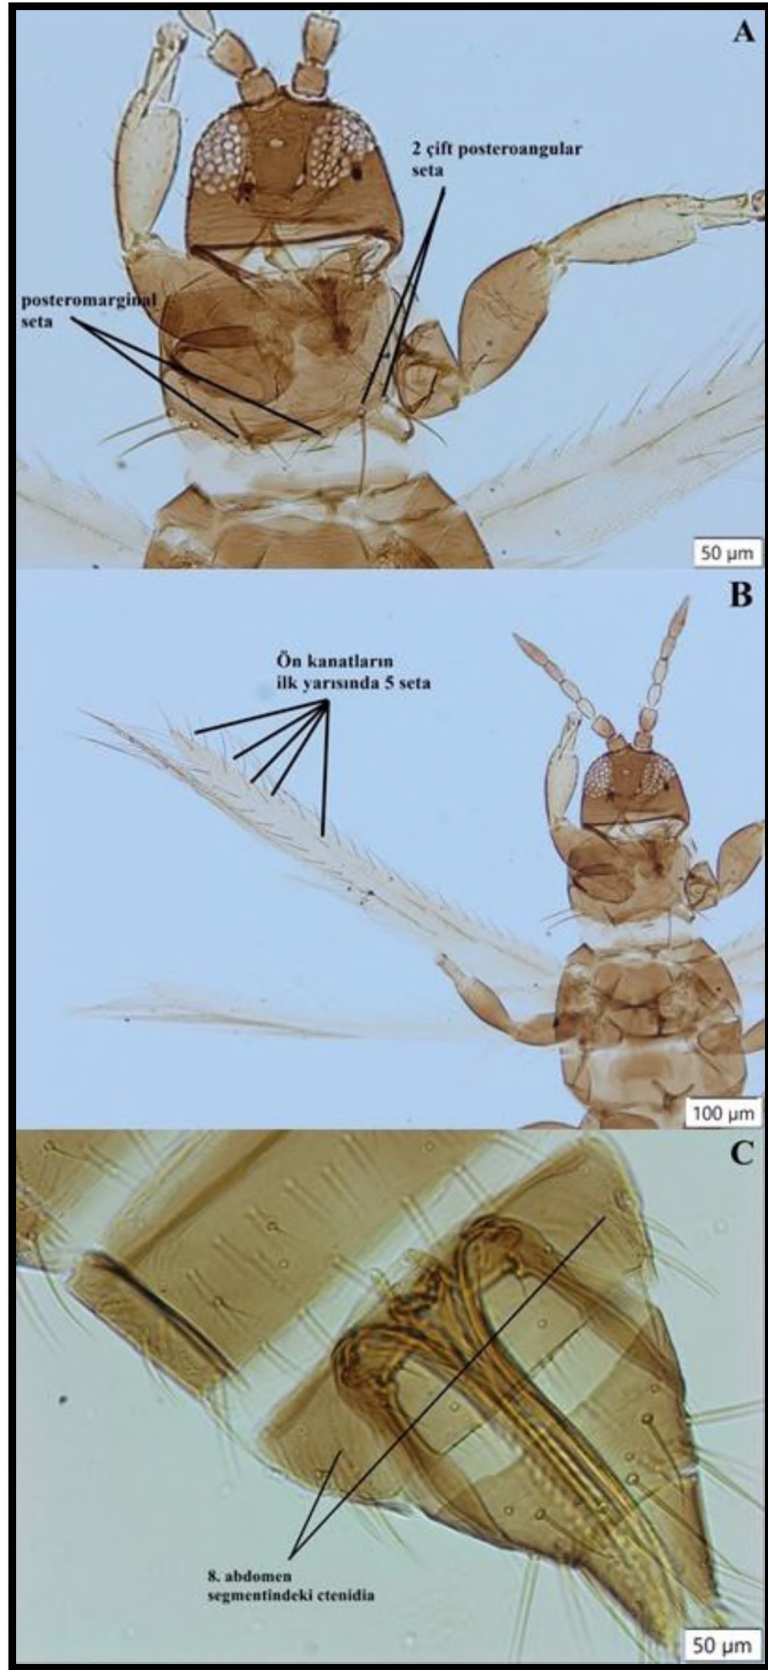 A
2 çift posteroangular
seta
posteromarginal
seta
50 µm
B
Ön kanatların
ilk yarısında 5 seta
100 µm
C
8. abdomen
segmentindeki ctenidia
50 µm